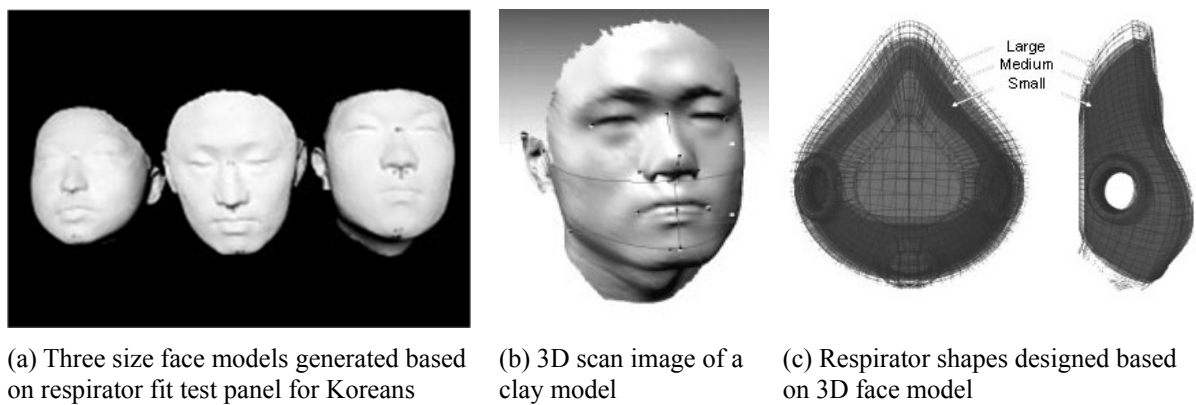 Large
Medium
Small
(a) Three size face models generated based
on respirator fit test panel for Koreans
(b) 3D scan image of a
clay model
(c) Respirator shapes designed based
on 3D face model